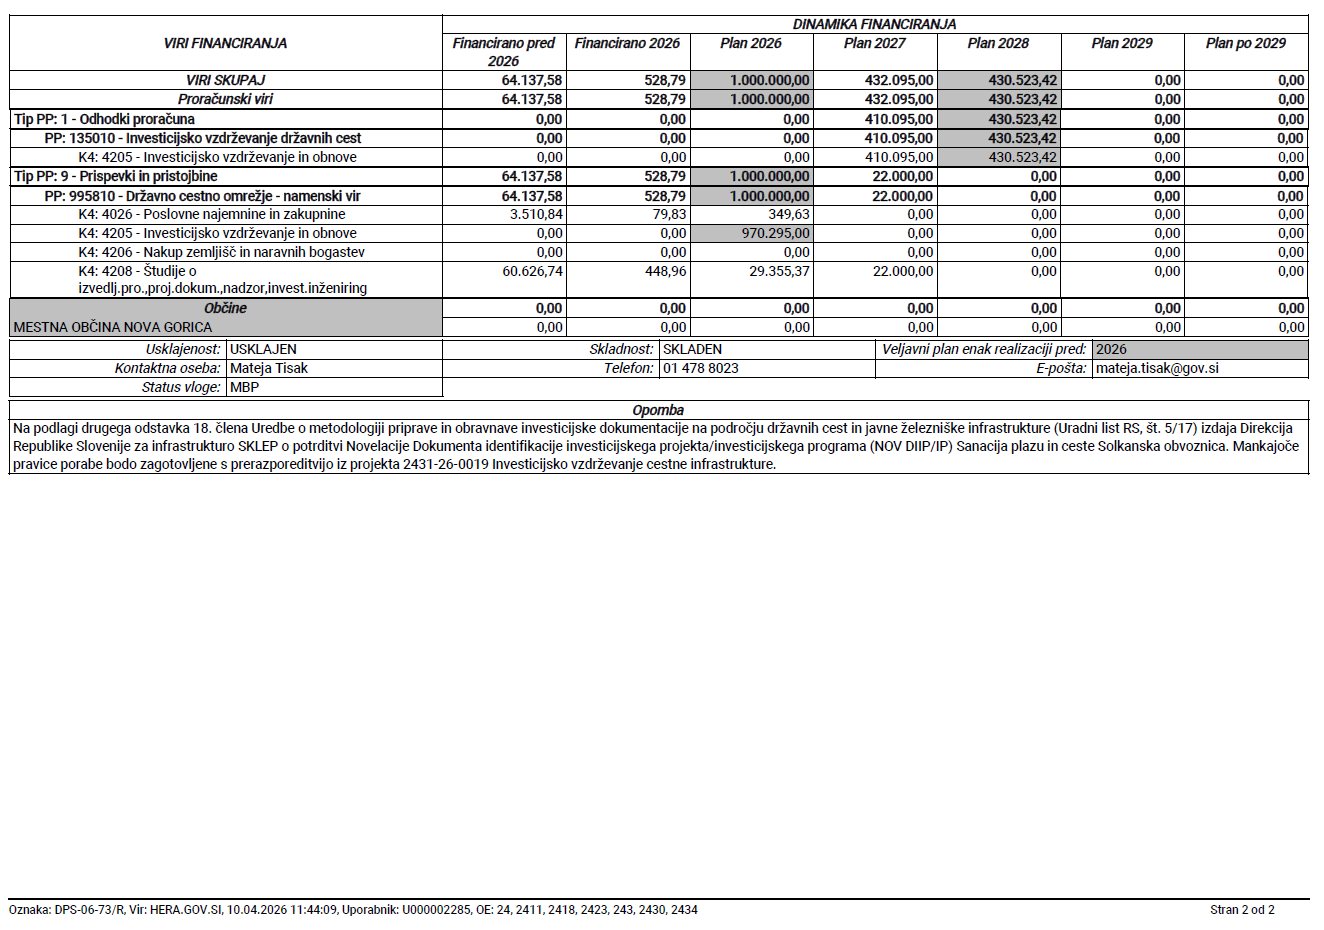 VIRI FINANCIRANJA DINAMIKA FINANCIRANJA
Financirano pred 2026 Financirano 2026 Plan 2026 Plan 2027 Plan 2028 Plan 2029 Plan po 2029
VIRI SKUPAJ 64.137,58 528,79 1.000.000,00 432.095,00 430.523,42 0,00 0,00
Proračunski viri 64.137,58 528,79 1.000.000,00 432.095,00 430.523,42 0,00 0,00
Tip PP: 1 - Odhodki proračuna 0,00 0,00 0,00 410.095,00 430.523,42 0,00 0,00
PP: 135010 - Investicijsko vzdrževanje državnih cest 0,00 0,00 0,00 410.095,00 430.523,42 0,00 0,00
K4: 4205 - Investicijsko vzdrževanje in obnove 0,00 0,00 0,00 410.095,00 430.523,42 0,00 0,00
Tip PP: 9 - Prispevki in pristojbine 64.137,58 528,79 1.000.000,00 22.000,00 0,00 0,00 0,00
PP: 995810 - Državno cestno omrežje - namenski vir 64.137,58 528,79 1.000.000,00 22.000,00 0,00 0,00 0,00
K4: 4026 - Poslovne najemnine in zakupnine 3.510,84 79,83 349,63 0,00 0,00 0,00 0,00
K4: 4205 - Investicijsko vzdrževanje in obnove 0,00 0,00 970.295,00 0,00 0,00 0,00 0,00
K4: 4206 - Nakup zemljišč in naravnih bogastev 0,00 0,00 0,00 0,00 0,00 0,00 0,00
K4: 4208 - Študije o 60.626,74 448,96 29.355,37 22.000,00 0,00 0,00 0,00
izvedlj.pro.,proj.dokum.,nadzor,invest.inženiring
Občine 0,00 0,00 0,00 0,00 0,00 0,00 0,00
MESTNA OBČINA NOVA GORICA 0,00 0,00 0,00 0,00 0,00 0,00 0,00
Usklajenost: USKLAJEN Skladnost: SKLADEN Veljavni plan enak realizaciji pred: 2026
Kontaktna oseba: Mateja Tisak Telefon: 01 478 8023 E-pošta: mateja.tisak@gov.si
Status vloge: MBP
Opomba
Na podlagi drugega odstavka 18. člena Uredbe o metodologiji priprave in obravnave investicijske dokumentacije na področju državnih cest in javne železniške infrastrukture (Uradni list RS, št. 5/17) izdaja Direkcija
Republike Slovenije za infrastrukturo SKLEP o potrditvi Novelacije Dokumenta identifikacije investicijskega projekta/investicijskega programa (NOV DIIP/IP) Sanacija plazu in ceste Solkanska obvoznica. Mankajoče
pravice porabe bodo zagotovljene s prerazporeditvijo iz projekta 2431-26-0019 Investicijsko vzdrževanje cestne infrastrukture.
Oznaka: DPS-06-73/R, Vir: HERA.GOV.SI, 10.04.2026 11:44:09, Uporabnik: U000002285, OE: 24, 2411, 2418, 2423, 243, 2430, 2434 Stran 2 od 2